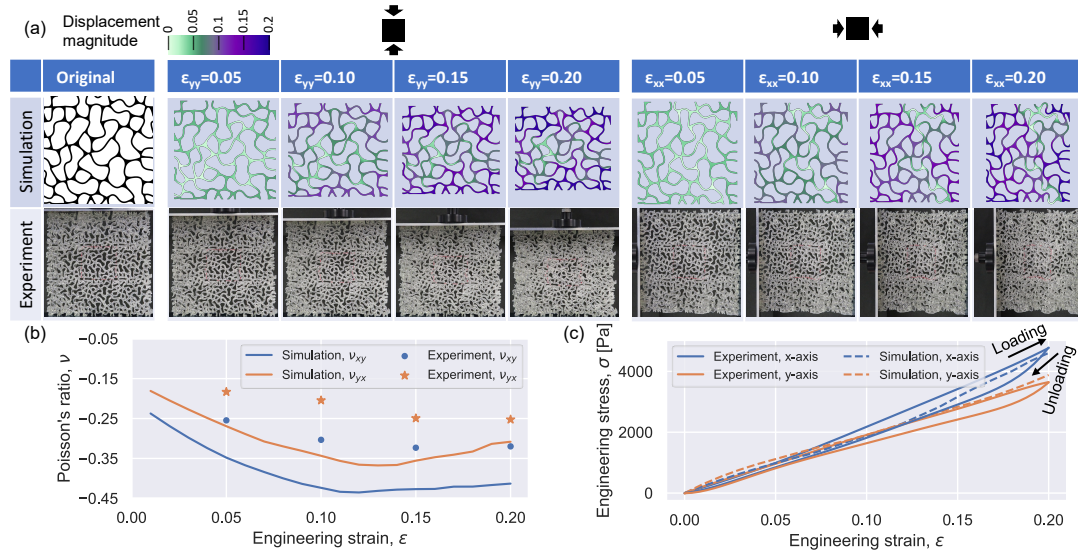 (a) Displacement magnitude
0 0.05 0.1 0.15 0.2
Original εyy=0.05 εyy=0.10 εyy=0.15 εyy=0.20 εxx=0.05 εxx=0.10 εxx=0.15 εxx=0.20
Simulation
Experiment
(b)
Poisson's ratio, ν
−0.05
−0.15
−0.25
−0.35
−0.45
Simulation, νxy Experiment, νxy
Simulation, νyx Experiment, νyx
0.01 0.05 0.10 0.15 0.20
Engineering strain, ε
(c)
Engineering stress, σ [Pa]
4000
2000
0
Experiment, x-axis Simulation, x-axis
Experiment, y-axis Simulation, y-axis
Loading
Unloading
0.00 0.05 0.10 0.15 0.20
Engineering strain, ε